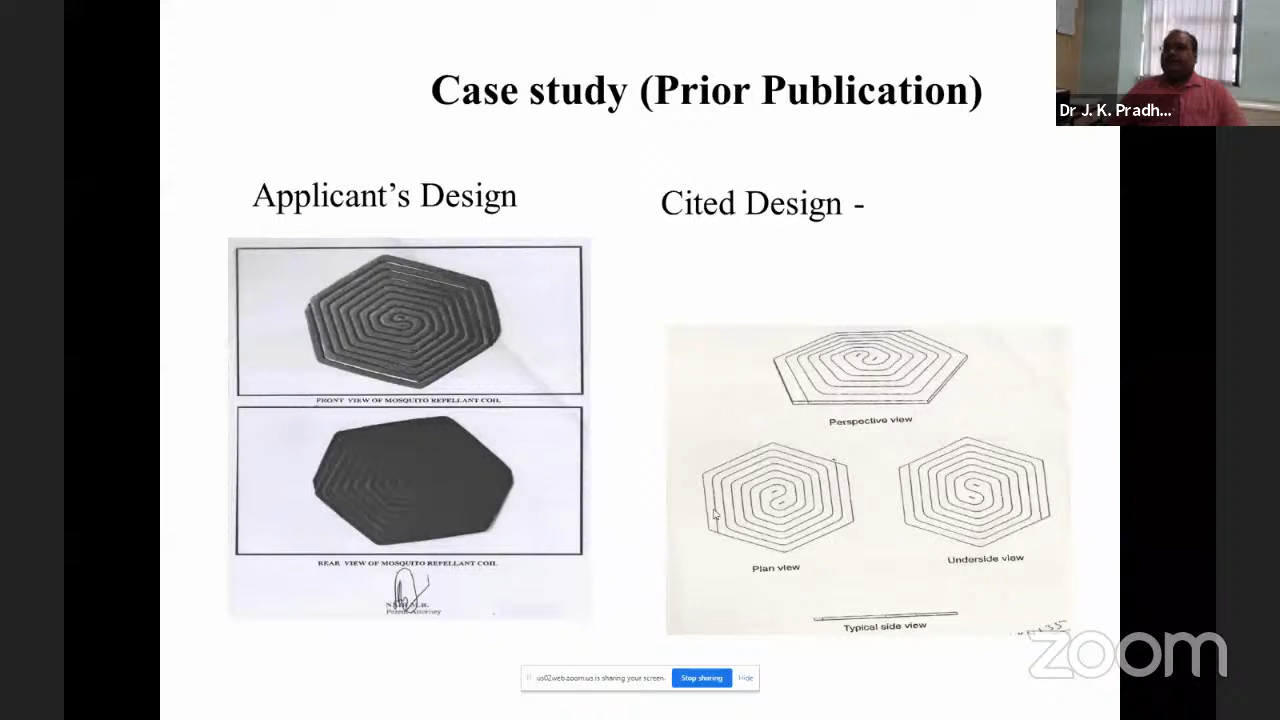 Case study (Prior Publication)
Dr J. K. Pradh...
Applicant's Design
Cited Design -
FRONT VIEW OF MOSQUITO REPELLANT COIL
REAR VIEW OF MOSQUITO REPELLANT COIL
Patent Attorney
Perspective view
Plan view
Underside view
Typical side view
zoom
us02web.zoom.us is sharing your screen.
Stop sharing
Hide